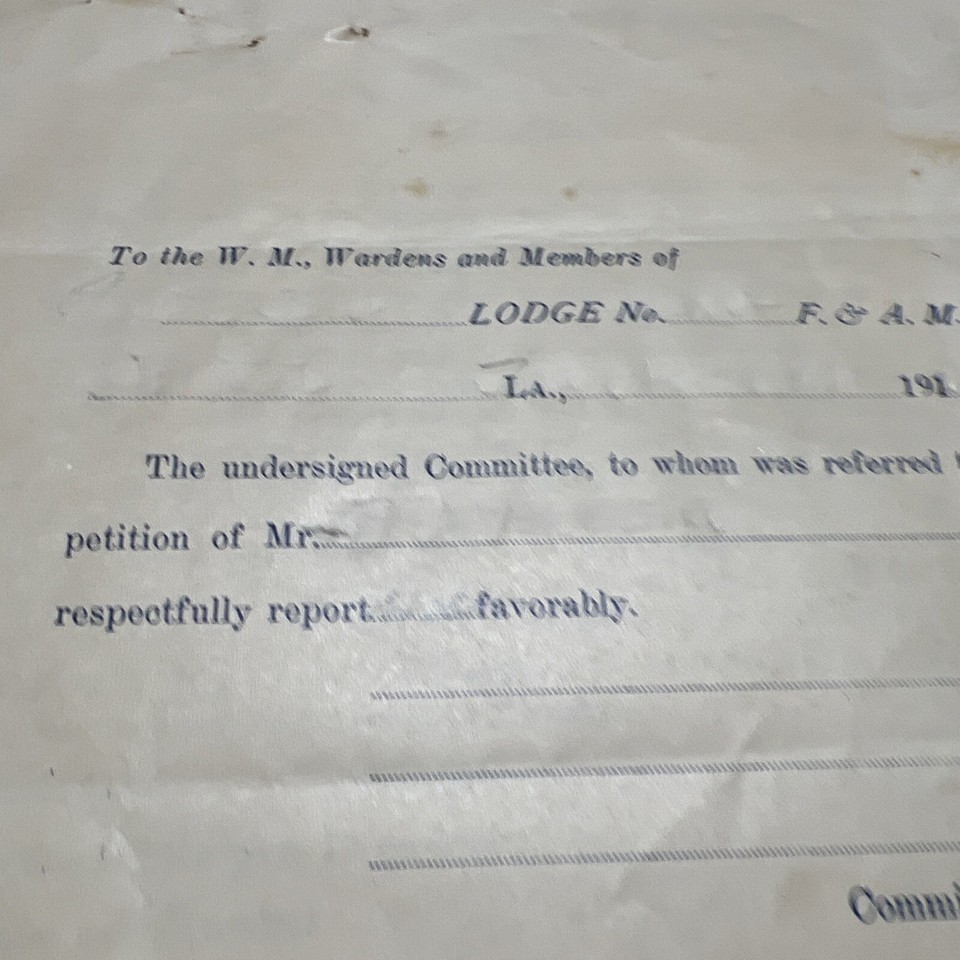 To the W. M., Wardens and Members of
LODGE No. F. & A. M.
LA., 191
The undersigned Committee, to whom was referred
petition of Mr.
respectfully report favorably.
Commi